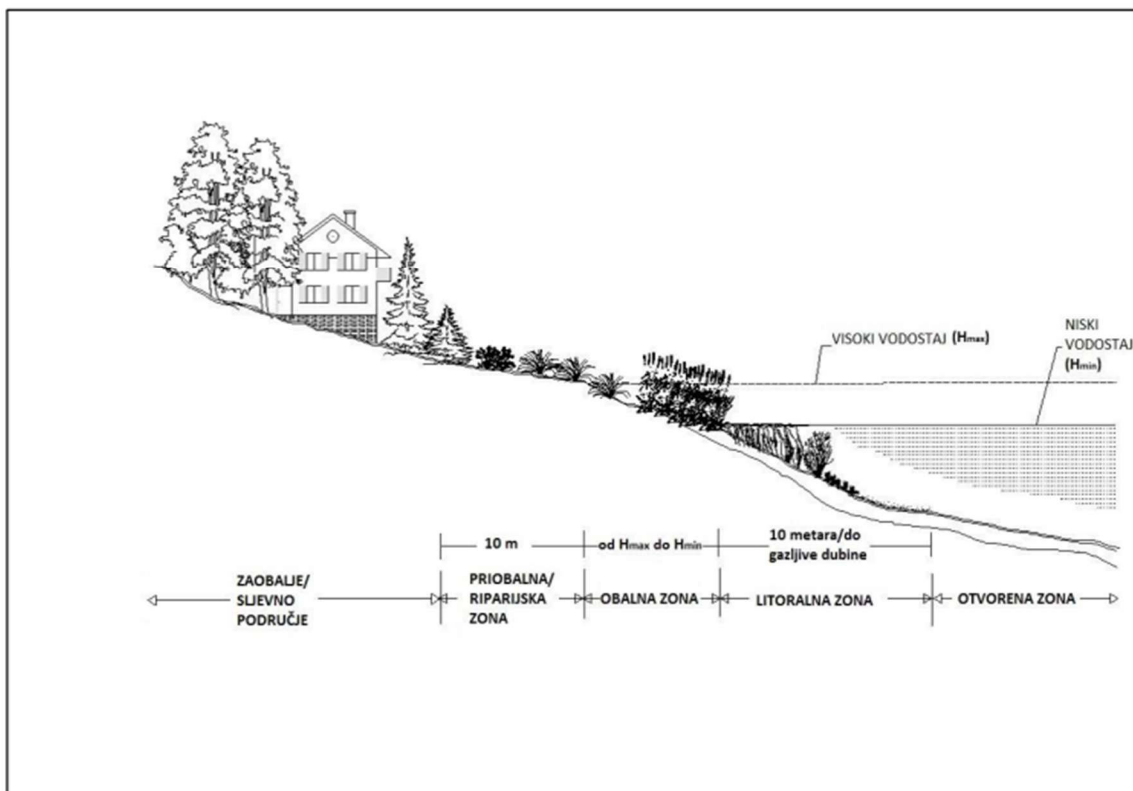 VISOKI VODOSTAJ (Hmax)
NISKI
VODOSTAJ
(Hmin)
10 m
od Hmax do Hmin
10 metara/do
gazljive dubine
ZAOBALJE/
SLJEVNO
PODRUČJE
PRIOBALNA/
RIPARIJSKA
ZONA
OBALNA ZONA
LITORALNA ZONA
OTVORENA ZONA